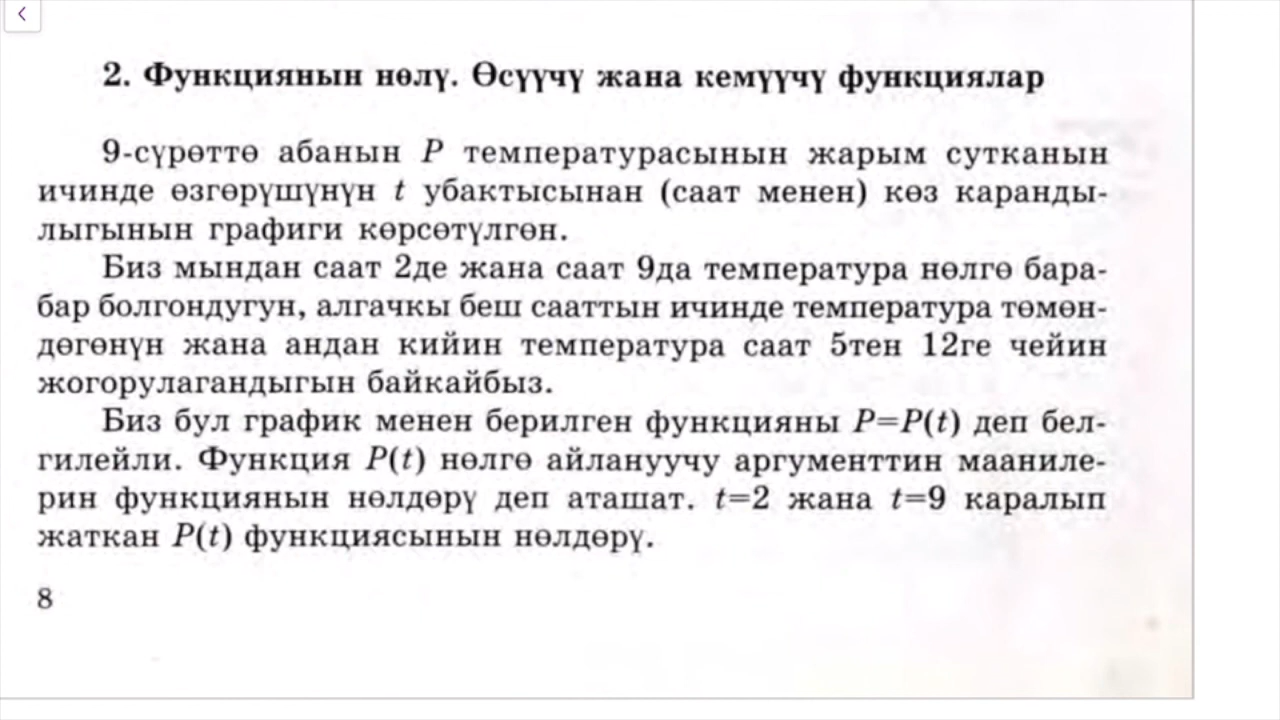 2. Функциянын нөлү. Өсүүчү жана кемүүчү функциялар
9-сүрөттө абанын P температурасынын жарым сутканын
ичинде өзгөрүшүнүн t убактысынан (саат менен) көз каранды-
лыгынын графиги көрсөтүлгөн.
Биз мындан саат 2де жана саат 9да температура нөлгө бара-
бар болгондугун, алгачкы беш сааттын ичинде температура төмөн-
дөгөнүн жана андан кийин температура саат 5тен 12ге чейин
жогорулагандыгын байкайбыз.
Биз бул график менен берилген функцияны P=P(t) деп бел-
гилейли. Функция P(t) нөлгө айлануучу аргументтин мааниле-
рин функциянын нөлдөрү деп аташат. t=2 жана t=9 каралып
жаткан P(t) функциясынын нөлдөрү.
8